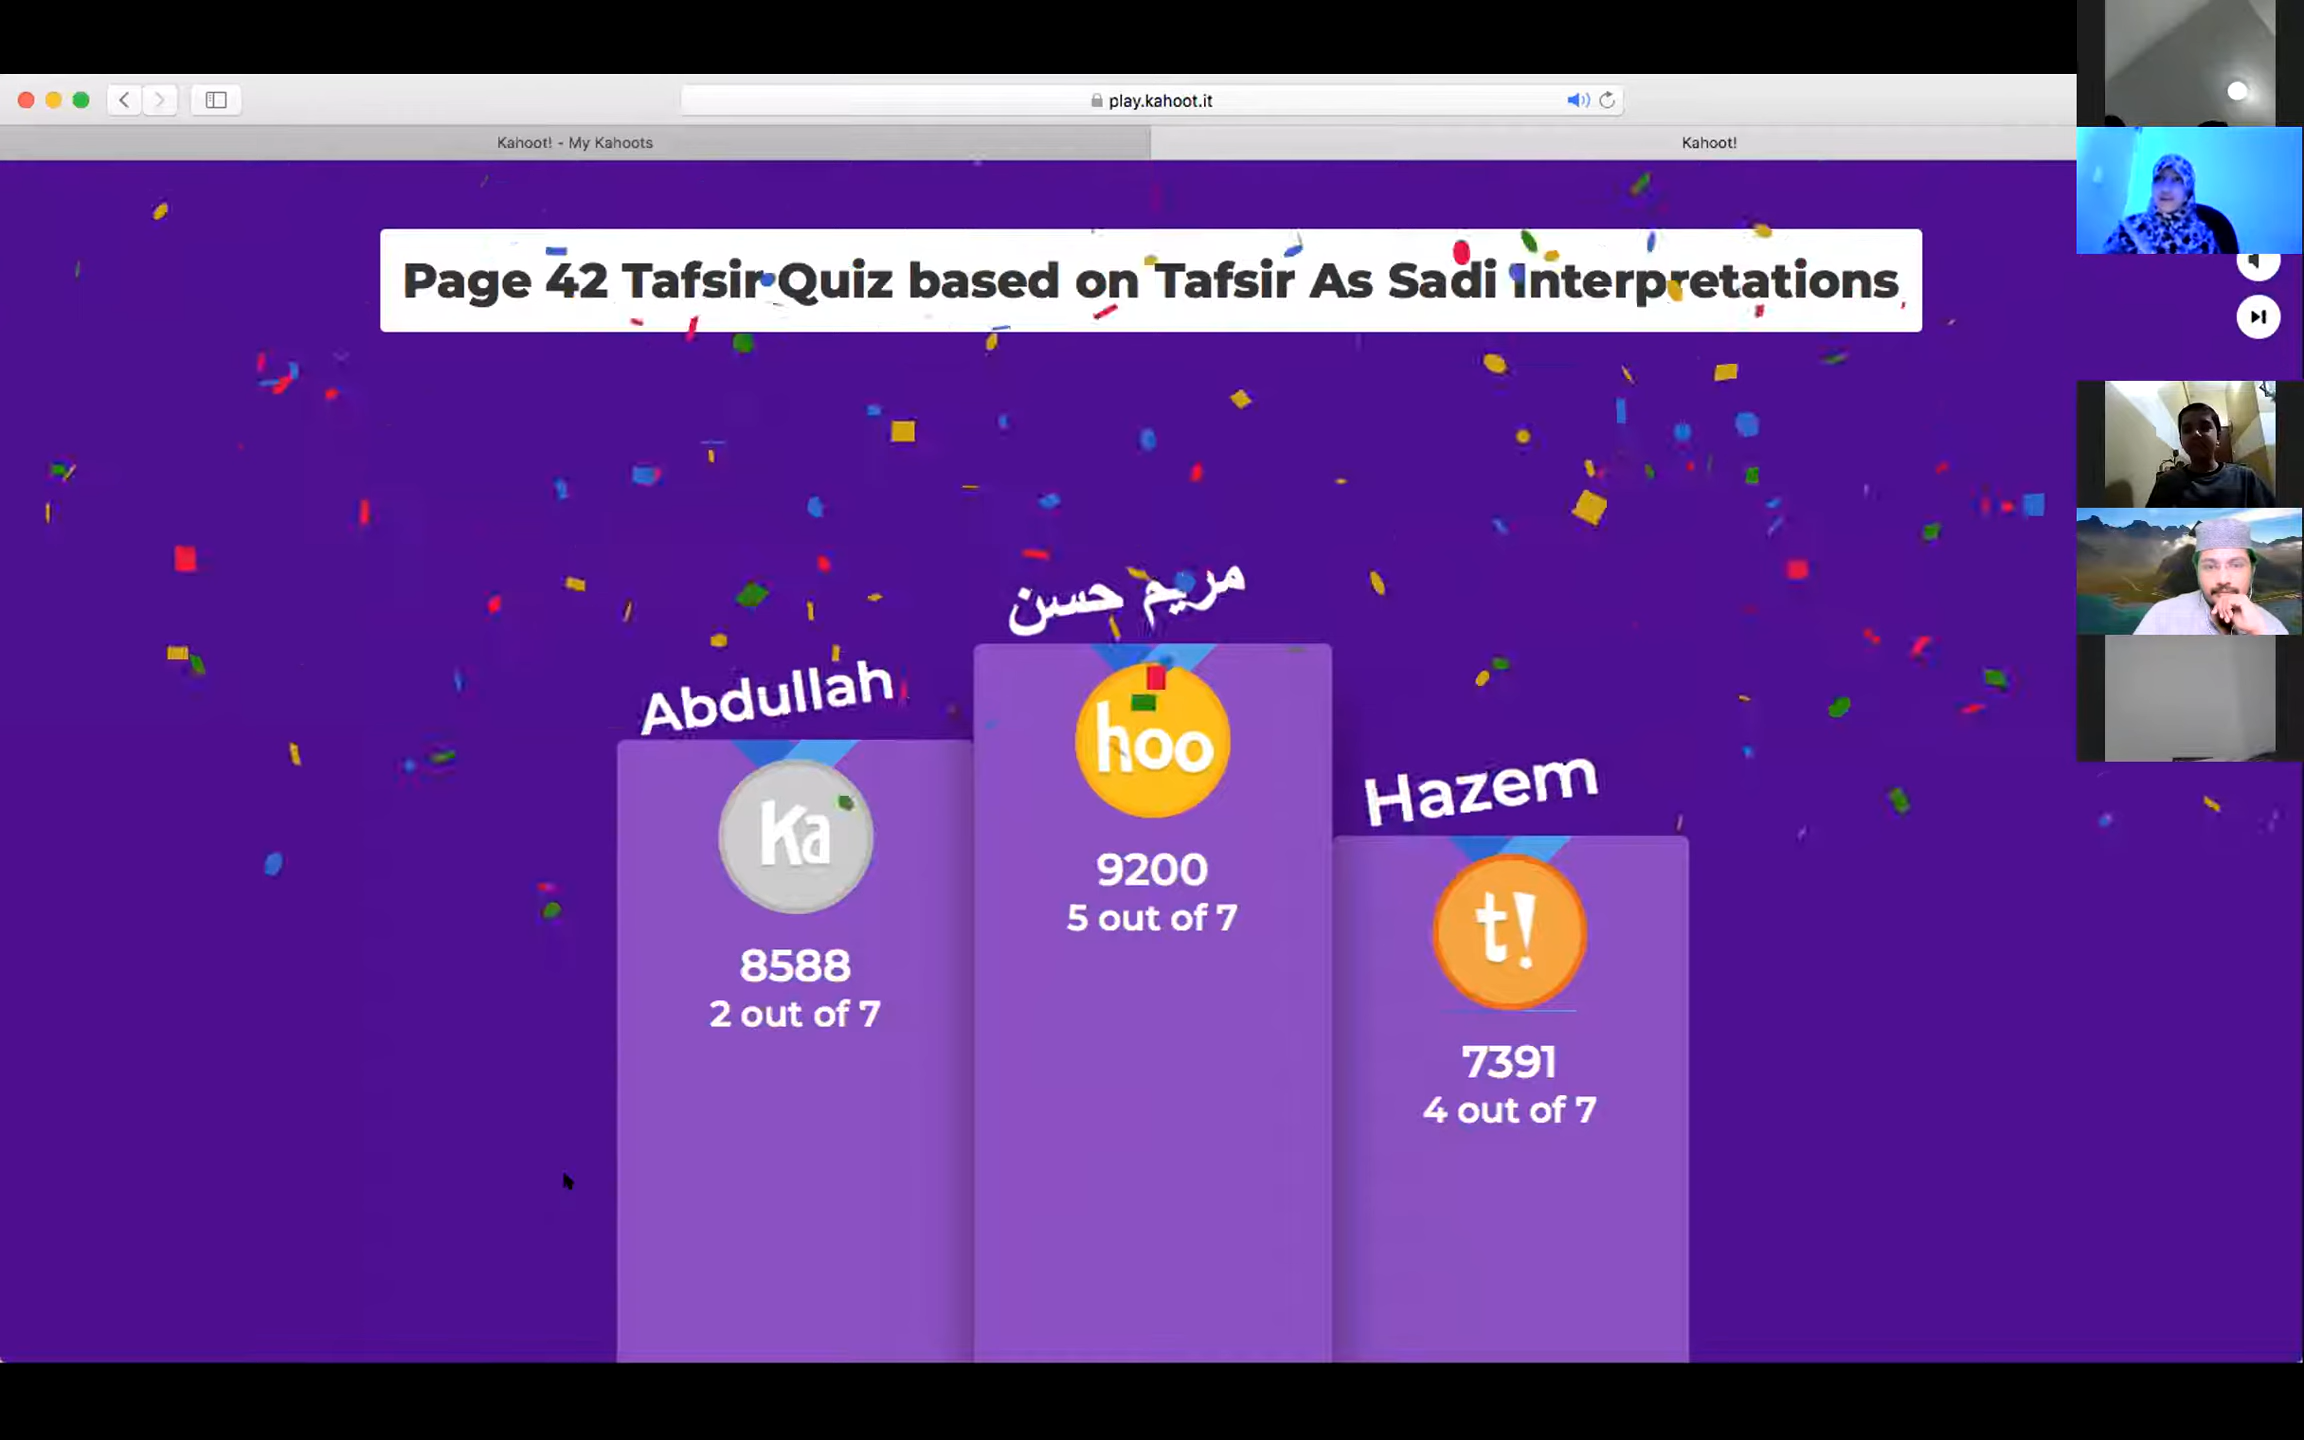 play.kahoot.it
Kahoot! - My Kahoots
Kahoot!
Page 42 Tafsir Quiz based on Tafsir As Sadi Interpretations
مريم حسن
Abdullah
hoo
Hazem
Ka
9200
5 out of 7
t!
8588
2 out of 7
7391
4 out of 7